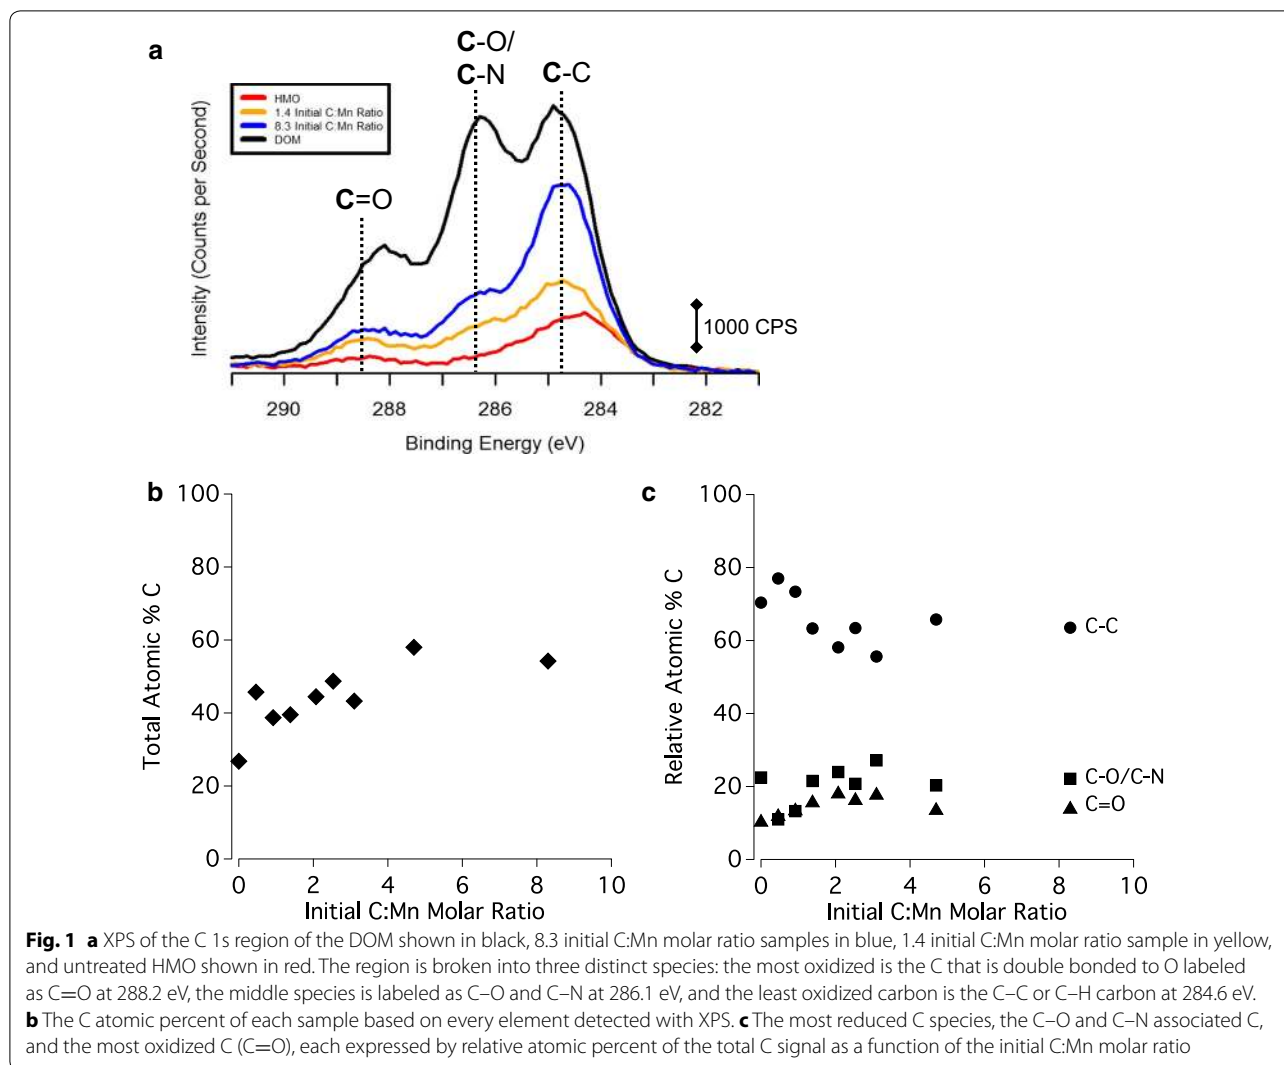 a
C-O/
C-N
C-C
C=O
HMO
1.4 Initial C:Mn Ratio
8.3 Initial C:Mn Ratio
DOM
Intensity (Counts per Second)
1000 CPS
290 288 286 284 282
Binding Energy (eV)
b
Total Atomic % C
100
80
60
40
20
0
0 2 4 6 8 10
Initial C:Mn Molar Ratio
c
Relative Atomic % C
100
80
60
40
20
0
C-C
C-O/C-N
C=O
0 2 4 6 8 10
Initial C:Mn Molar Ratio
Fig. 1 a XPS of the C 1s region of the DOM shown in black, 8.3 initial C:Mn molar ratio samples in blue, 1.4 initial C:Mn molar ratio sample in yellow,
and untreated HMO shown in red. The region is broken into three distinct species: the most oxidized is the C that is double bonded to O labeled
as C=O at 288.2 eV, the middle species is labeled as C–O and C–N at 286.1 eV, and the least oxidized carbon is the C–C or C–H carbon at 284.6 eV.
b The C atomic percent of each sample based on every element detected with XPS. c The most reduced C species, the C–O and C–N associated C,
and the most oxidized C (C=O), each expressed by relative atomic percent of the total C signal as a function of the initial C:Mn molar ratio